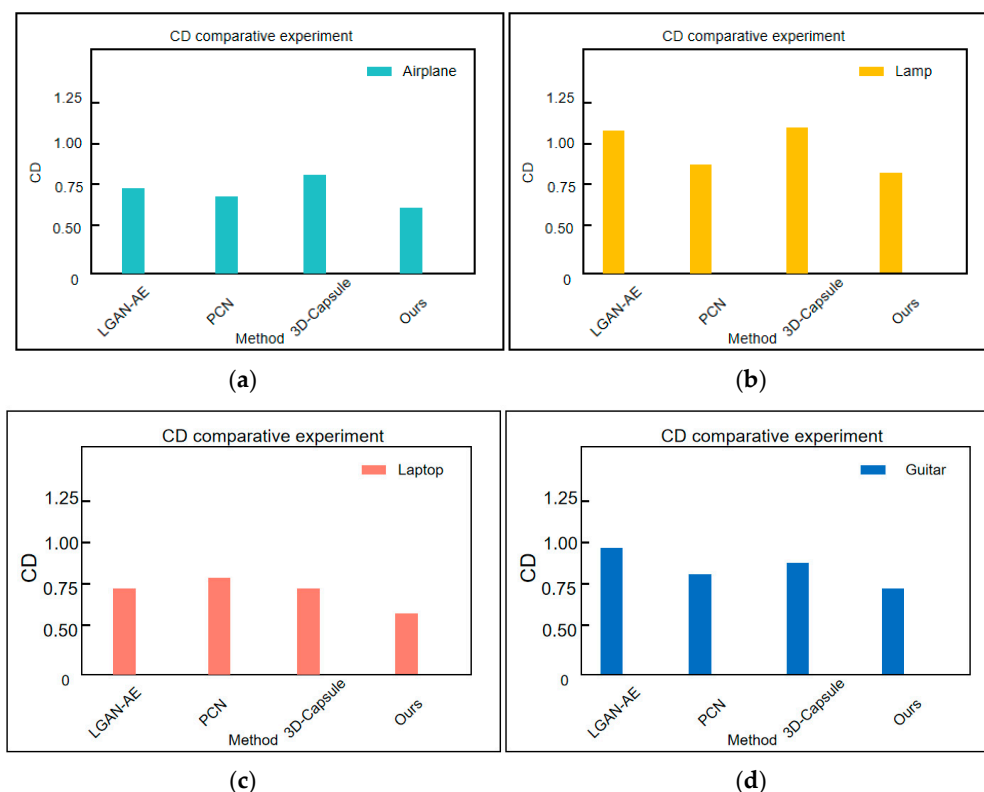 CD comparative experiment
Airplane
1.25
1.00
CD
0.75
0.50
0
LGAN-AE
PCN
3D-Capsule
Ours
Method
(a)
CD comparative experiment
Lamp
1.25
1.00
CD
0.75
0.50
0
LGAN-AE
PCN
3D-Capsule
Ours
Method
(b)
CD comparative experiment
Laptop
1.25
1.00
CD
0.75
0.50
0
LGAN-AE
PCN
3D-Capsule
Ours
Method
(c)
CD comparative experiment
Guitar
1.25
1.00
CD
0.75
0.50
0
LGAN-AE
PCN
3D-Capsule
Ours
Method
(d)